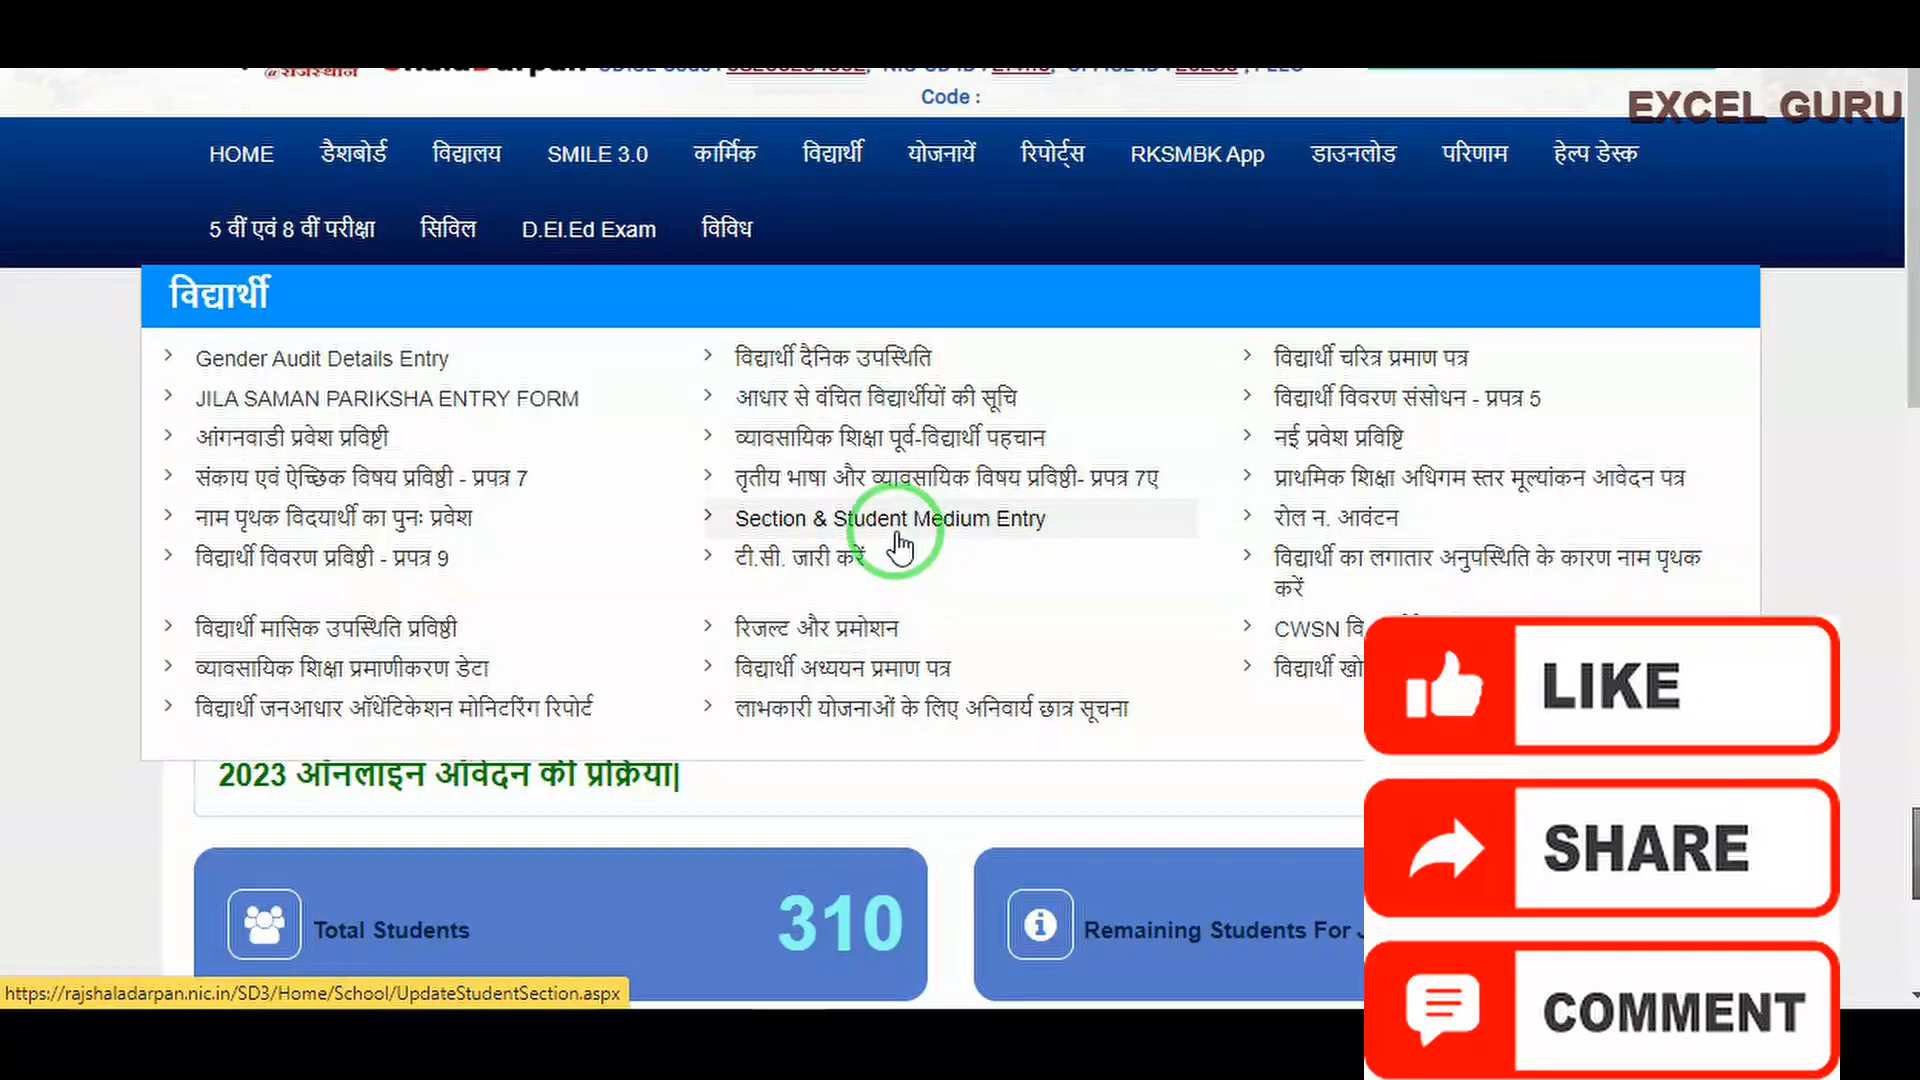 @राजस्थान
Code :
EXCEL GURU
HOME डैशबोर्ड विद्यालय SMILE 3.0 कार्मिक विद्यार्थी योजनायें रिपोर्ट्स RKSMBK App डाउनलोड परिणाम हेल्प डेस्क
5 वीं एवं 8 वीं परीक्षा सिविल D.El.Ed Exam विविध
विद्यार्थी
Gender Audit Details Entry विद्यार्थी दैनिक उपस्थिति विद्यार्थी चरित्र प्रमाण पत्र
JILA SAMAN PARIKSHA ENTRY FORM आधार से वंचित विद्यार्थीयों की सूचि विद्यार्थी विवरण संसोधन - प्रपत्र 5
आंगनवाडी प्रवेश प्रविष्टी व्यावसायिक शिक्षा पूर्व-विद्यार्थी पहचान नई प्रवेश प्रविष्टि
संकाय एवं ऐच्छिक विषय प्रविष्ठी - प्रपत्र 7 तृतीय भाषा और व्यावसायिक विषय प्रविष्ठी- प्रपत्र 7ए प्राथमिक शिक्षा अधिगम स्तर मूल्यांकन आवेदन पत्र
नाम पृथक विदयार्थी का पुनः प्रवेश Section & Student Medium Entry रोल न. आवंटन
विद्यार्थी विवरण प्रविष्ठी - प्रपत्र 9 टी.सी. जारी करें विद्यार्थी का लगातार अनुपस्थिति के कारण नाम पृथक
करें
विद्यार्थी मासिक उपस्थिति प्रविष्ठी रिजल्ट और प्रमोशन CWSN
व्यावसायिक शिक्षा प्रमाणीकरण डेटा विद्यार्थी अध्ययन प्रमाण पत्र विद्यार्थी
विद्यार्थी जनआधार ऑथेंटिकेशन मोनिटरिंग रिपोर्ट लाभकारी योजनाओं के लिए अनिवार्य छात्र सूचना
LIKE
2023 ऑनलाइन आवेदन की प्रक्रिया|
SHARE
Total Students 310 Remaining Students For
https://rajshaladarpan.nic.in/SD3/Home/School/UpdateStudentSection.aspx
COMMENT